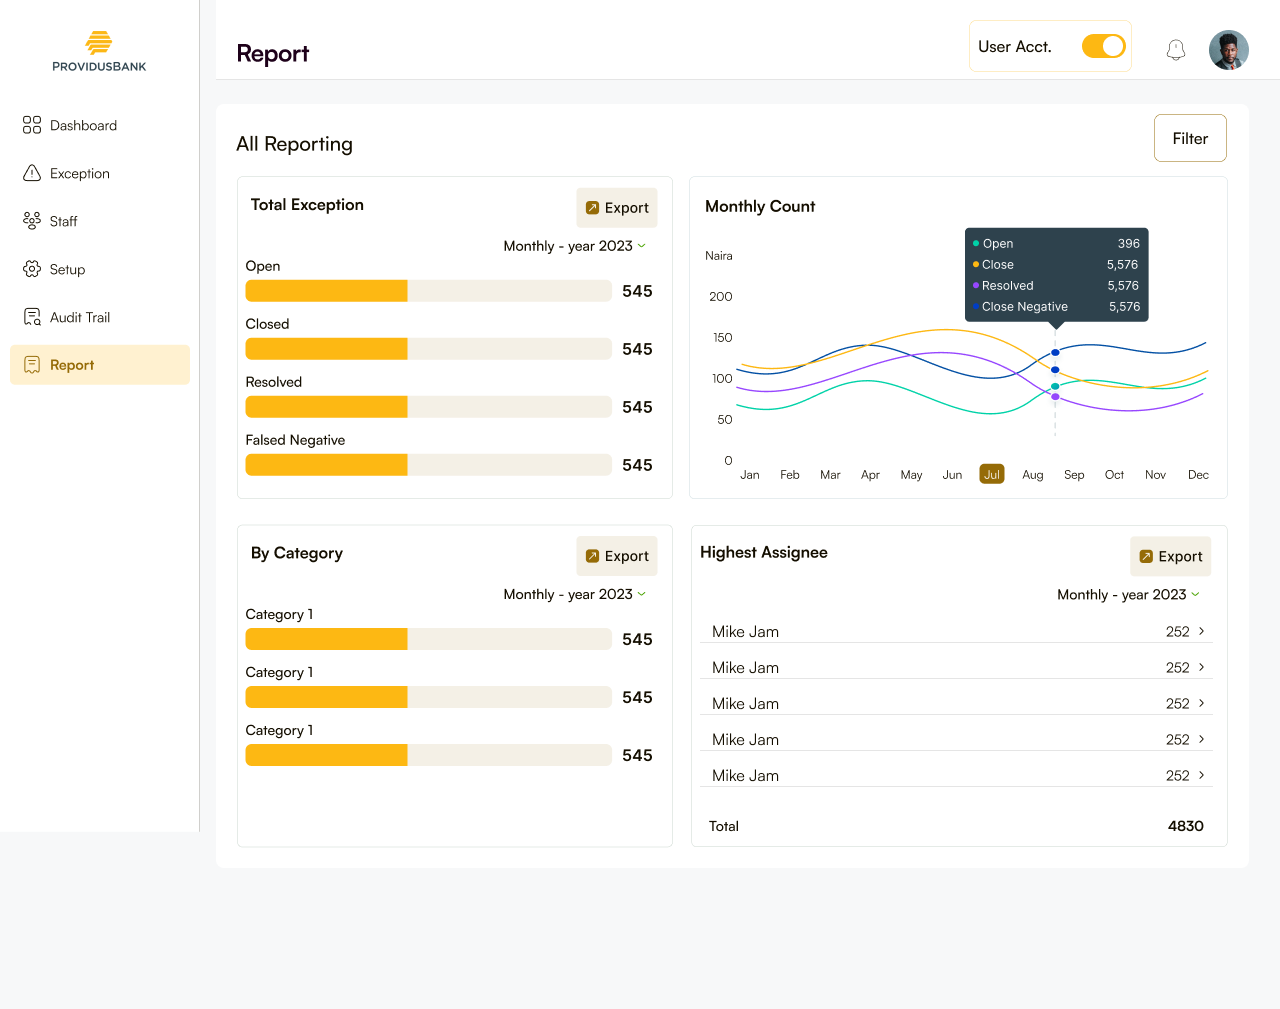 PROVIDUSBANK
Dashboard
Exception
Staff
Setup
Audit Trail
Report
Report
User Acct.
All Reporting
Filter
Total Exception
Export
Monthly - year 2023
Open
545
Closed
545
Resolved
545
Falsed Negative
545
Monthly Count
Naira
200
150
100
50
0
Open 396
Close 5,576
Resolved 5,576
Close Negative 5,576
Jan Feb Mar Apr May Jun Jul Aug Sep Oct Nov Dec
By Category
Export
Monthly - year 2023
Category 1
545
Category 1
545
Category 1
545
Highest Assignee
Export
Monthly - year 2023
Mike Jam 252
Mike Jam 252
Mike Jam 252
Mike Jam 252
Mike Jam 252
Total 4830